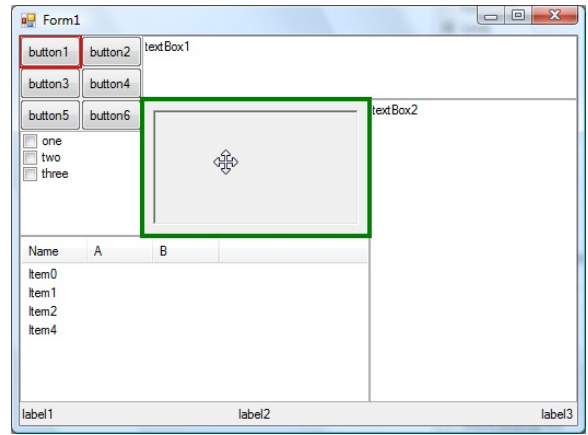 Form1
button1 button2 textBox1
button3 button4
button5 button6 textBox2
one
two
three
Name A B
Item0
Item1
Item2
Item4
label1 label2 label3